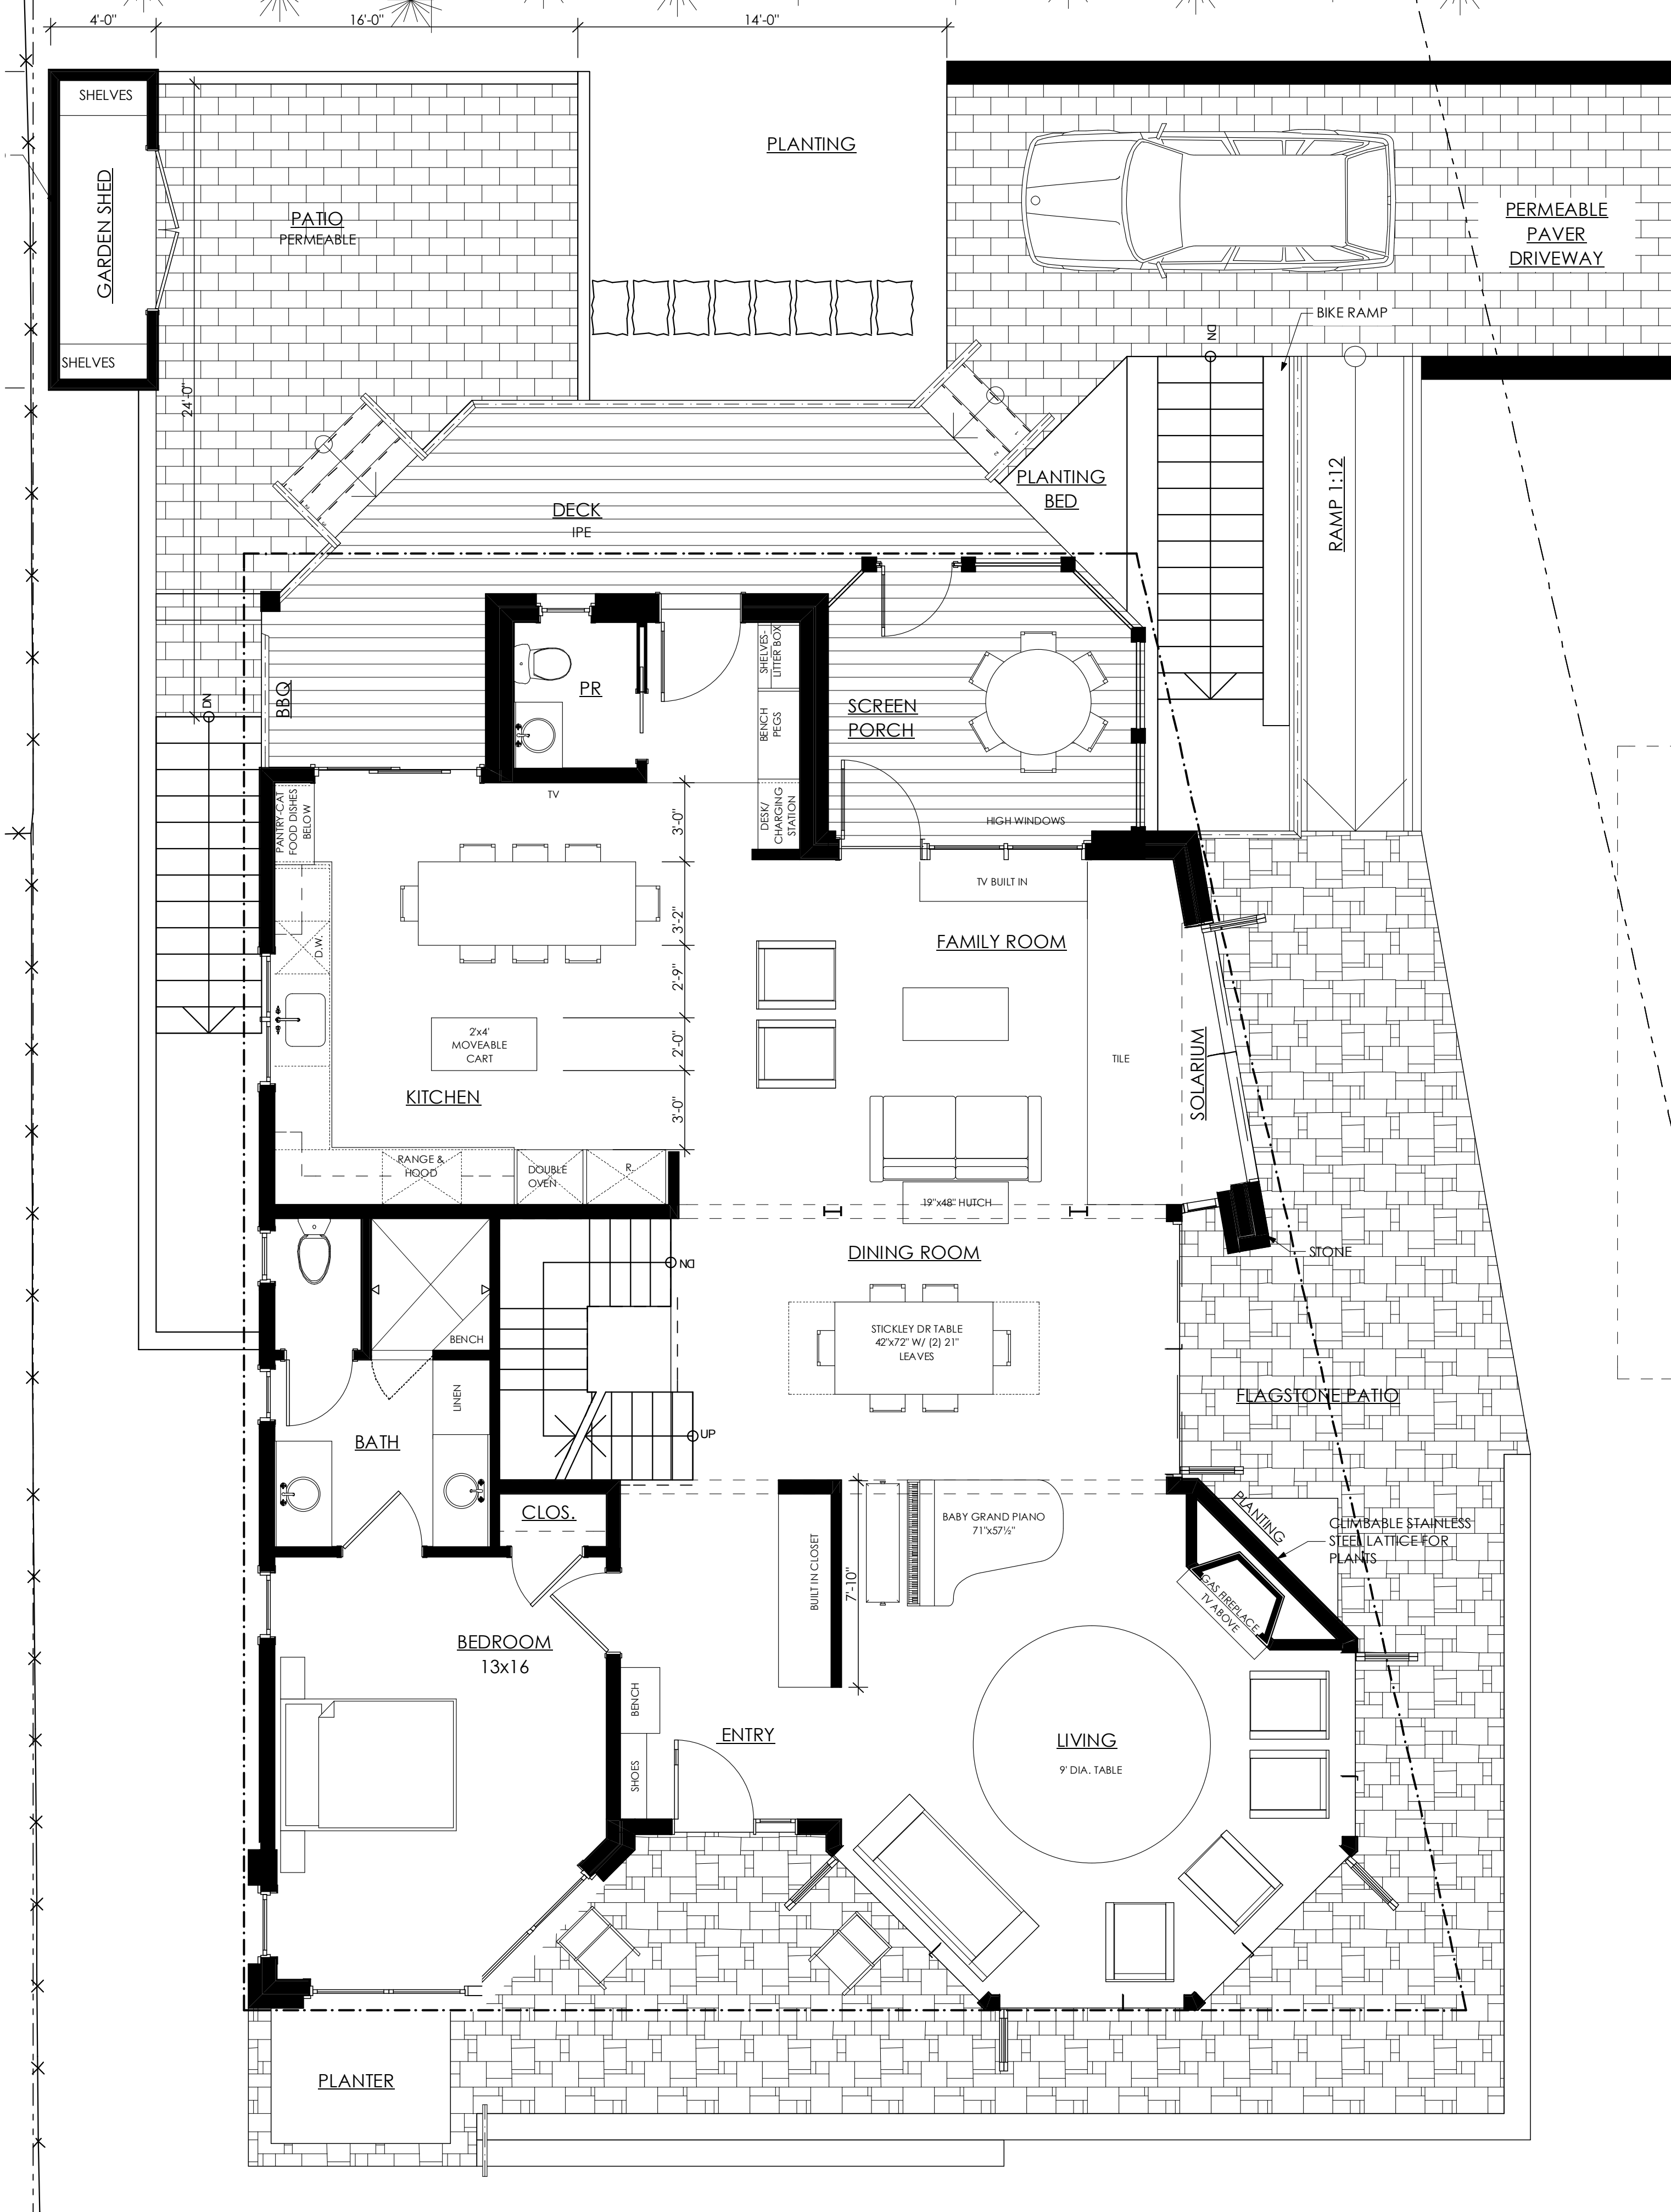 4'-0"
16'-0"
14'-0"
SHELVES
GARDEN SHED
SHELVES
PATIO
PERMEABLE
24'-0"
PLANTING
PERMEABLE
PAVER
DRIVEWAY
BIKE RAMP
DN
RAMP 1:12
PLANTING
BED
DECK
IPE
BBQ
DN
PR
SHELVES-
LITTER BOX
BENCH
PEGS
DESK/
CHARGING
STATION
SCREEN
PORCH
HIGH WINDOWS
TV
PANTRY-CAT
FOOD DISHES
BELOW
3'-0"
3'-2"
2'-9"
2'-0"
3'-0"
D.W.
2'x4'
MOVEABLE
CART
KITCHEN
RANGE &
HOOD
DOUBLE
OVEN
R.
TV BUILT IN
FAMILY ROOM
TILE
SOLARIUM
19"x48" HUTCH
STONE
DINING ROOM
STICKLEY DR TABLE
42"x72" W/ (2) 21"
LEAVES
DN
UP
BENCH
LINEN
BATH
CLOS.
FLAGSTONE PATIO
PLANTING
CLIMBABLE STAINLESS
STEEL LATTICE FOR
PLANTS
GAS FIREPLACE
TV ABOVE
BABY GRAND PIANO
71"x57½"
BUILT IN CLOSET
7'-10"
BEDROOM
13x16
BENCH
SHOES
ENTRY
LIVING
9' DIA. TABLE
PLANTER